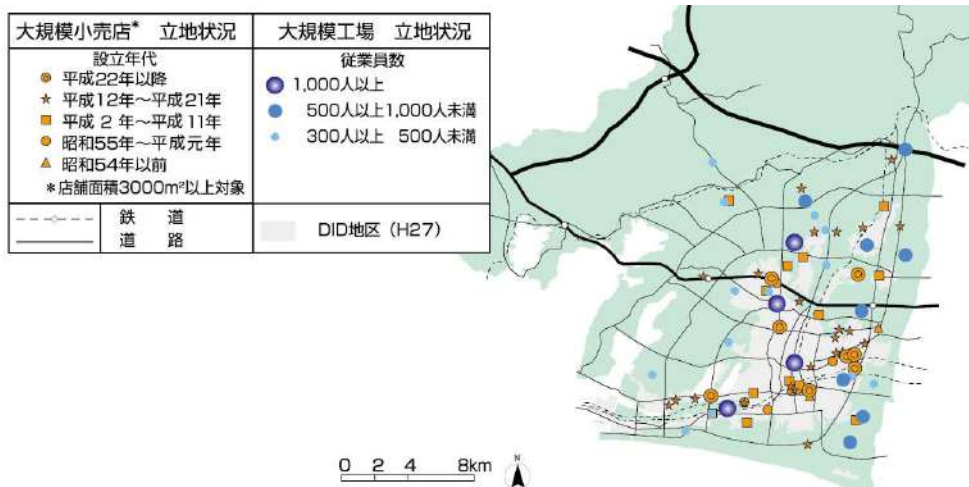 大規模小売店* 立地状況
設立年代
平成22年以降
平成12年～平成21年
平成2年～平成11年
昭和55年～平成元年
昭和54年以前
*店舗面積3000m²以上対象
大規模工場 立地状況
従業員数
1,000人以上
500人以上1,000人未満
300人以上 500人未満
鉄道
道路
DID地区（H27）
0 2 4 8km
N